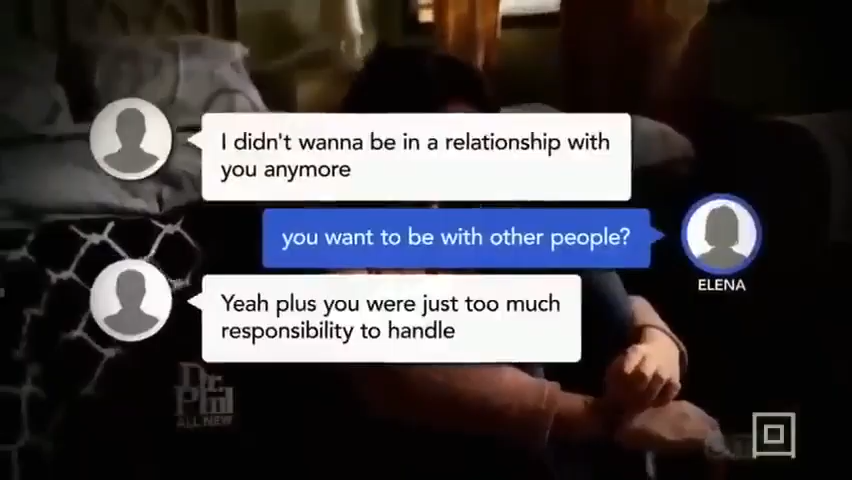 I didn't wanna be in a relationship with
you anymore
you want to be with other people?
ELENA
Yeah plus you were just too much
responsibility to handle
Dr.
Phil
ALL NEW